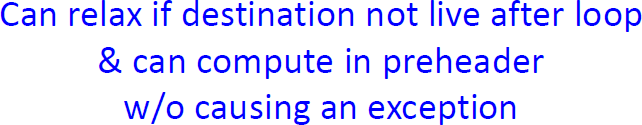 Can relax if destination not live after loop
& can compute in preheader
w/o causing an exception